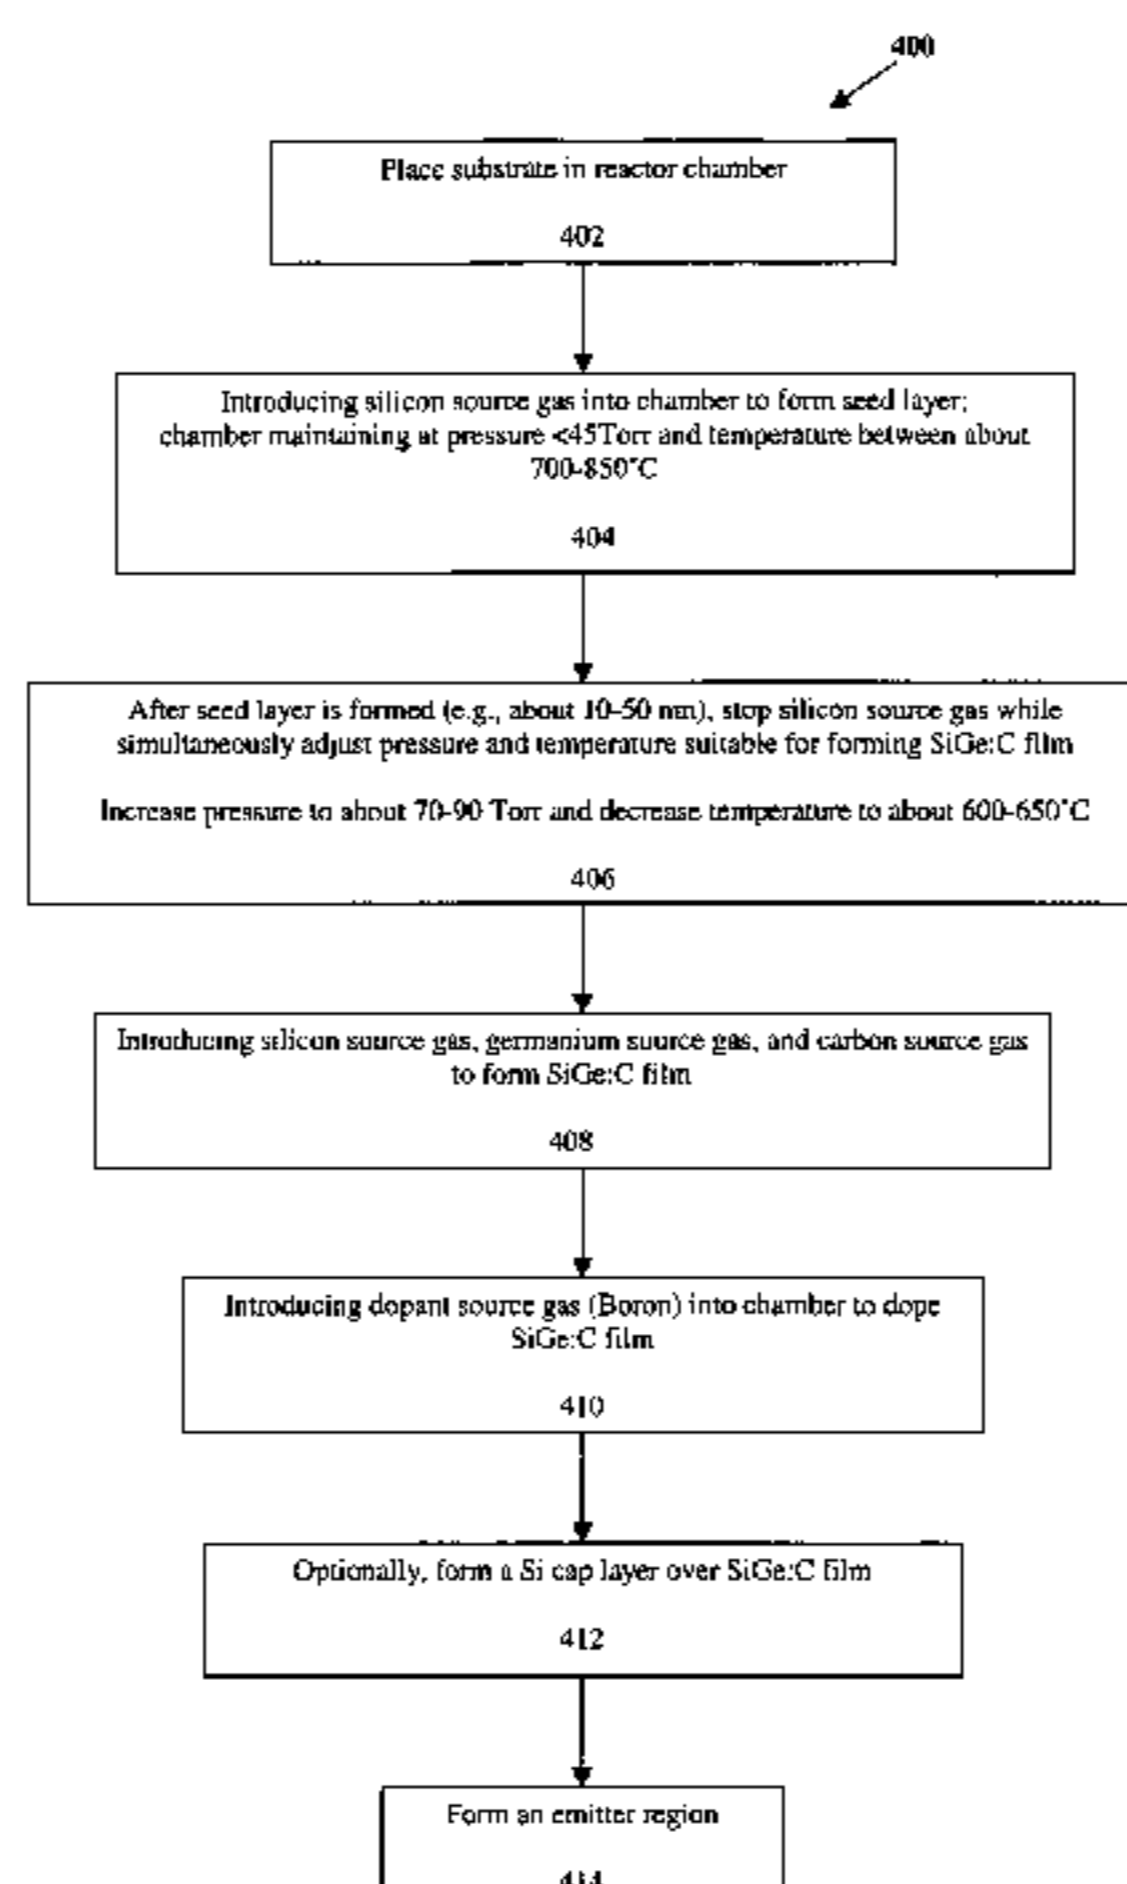 400
Place substrate in reactor chamber
402
Introducing silicon source gas into chamber to form seed layer;
chamber maintaining at pressure <45Torr and temperature between about
700-850°C
404
After seed layer is formed (e.g., about 10-50 nm), stop silicon source gas while
simultaneously adjust pressure and temperature suitable for forming SiGe:C film
Increase pressure to about 70-90 Torr and decrease temperature to about 600-650°C
406
Introducing silicon source gas, germanium source gas, and carbon source gas
to form SiGe:C film
408
Introducing dopant source gas (Boron) into chamber to dope
SiGe:C film
410
Optionally, form a Si cap layer over SiGe:C film
412
Form an emitter region
414